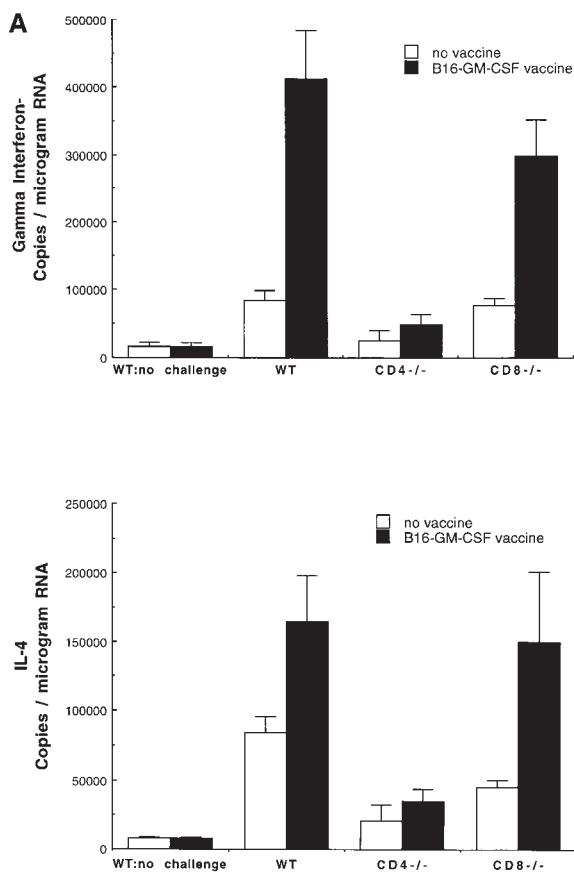 A
500000
400000
300000
200000
100000
0
Gamma Interferon-
Copies / microgram RNA
no vaccine
B16-GM-CSF vaccine
WT:no challenge
WT
CD4-/-
CD8-/-
250000
200000
150000
100000
50000
0
IL-4
Copies / microgram RNA
no vaccine
B16-GM-CSF vaccine
WT:no challenge
WT
CD4-/-
CD8-/-